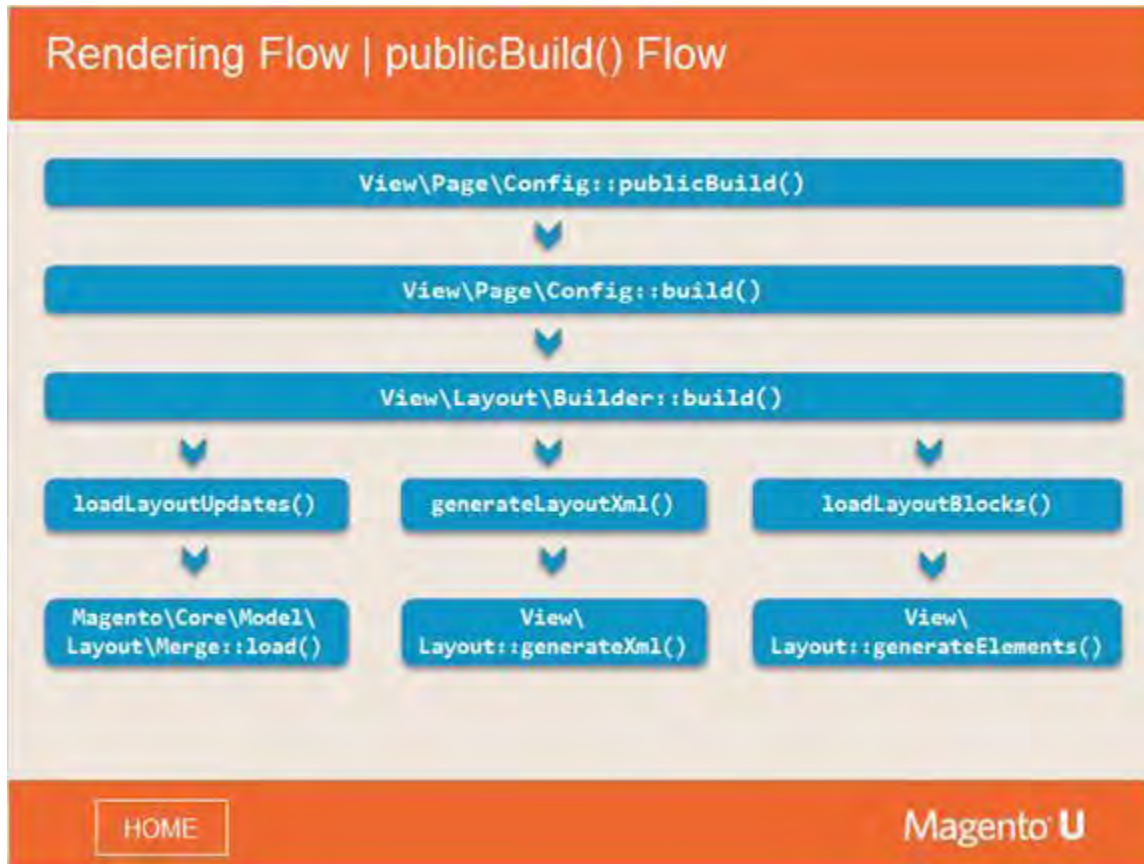 Rendering Flow | publicBuild() Flow
View\Page\Config::publicBuild()
View\Page\Config::build()
View\Layout\Builder::build()
loadLayoutUpdates()
generateLayoutXml()
loadLayoutBlocks()
Magento\Core\Model\
Layout\Merge::load()
View\
Layout::generateXml()
View\
Layout::generateElements()
HOME
Magento U